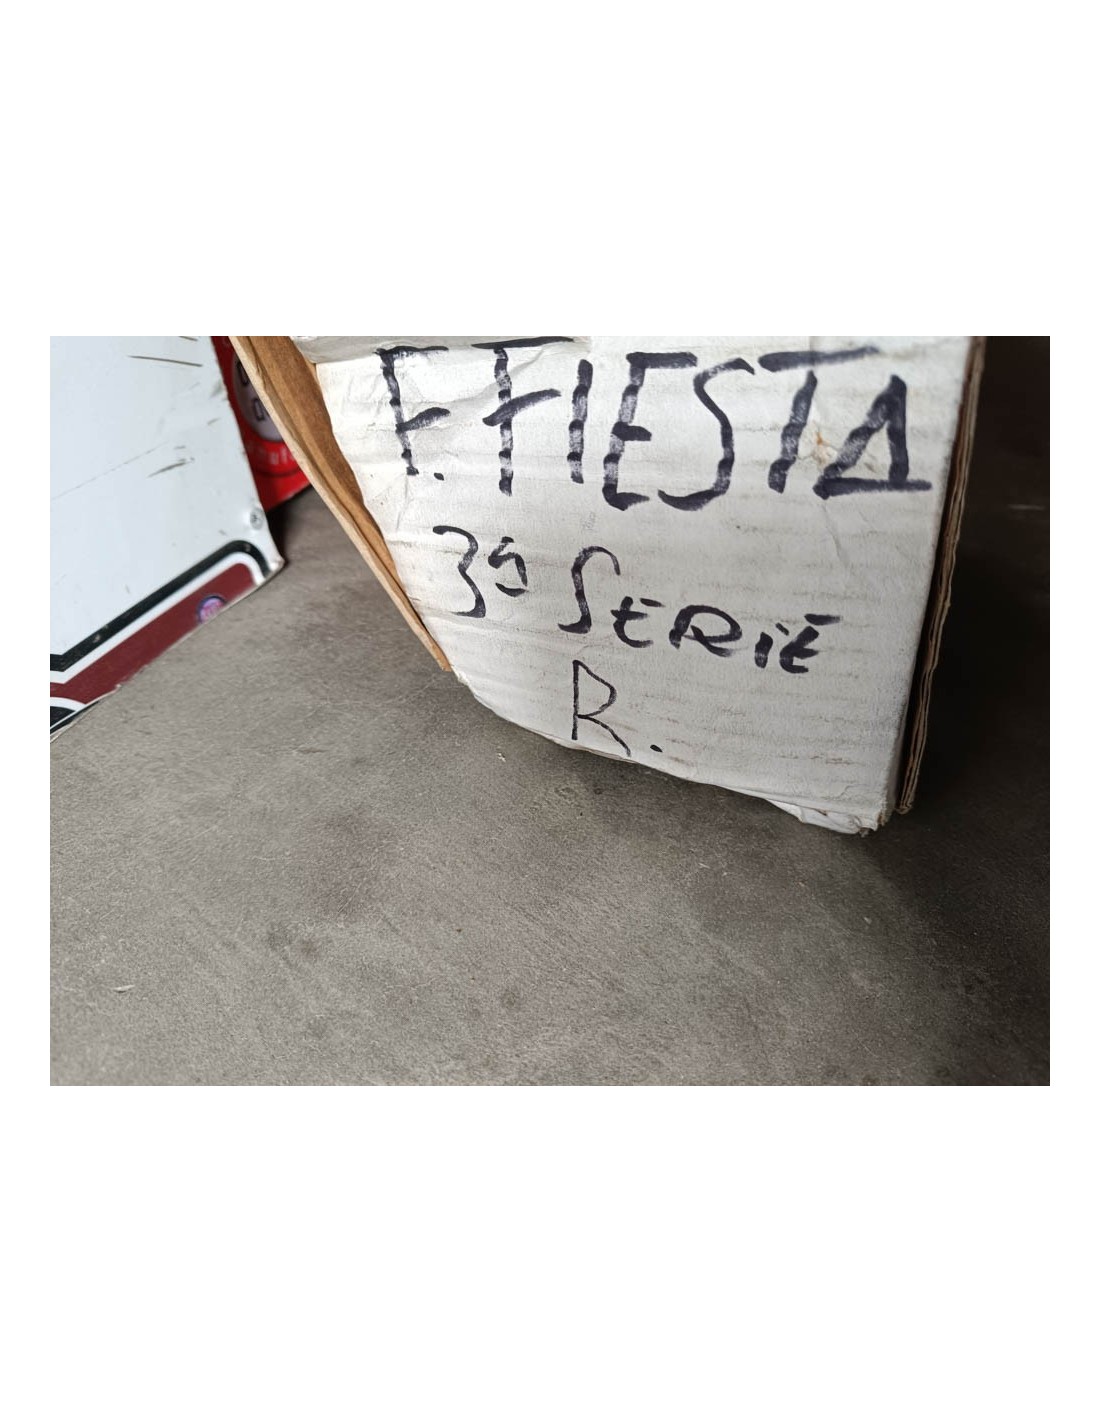 F. FIESTA
3ª SERIE
R.